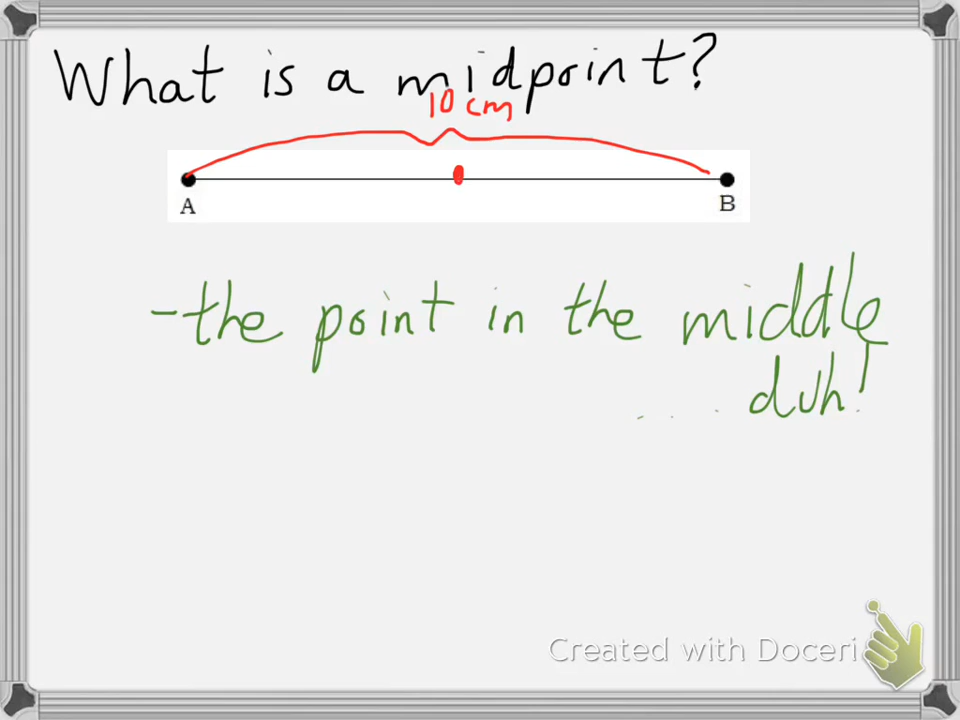 What is a midpoint?
10 cm
A
B
-the point in the middle
.... duh!
Created with Doceri